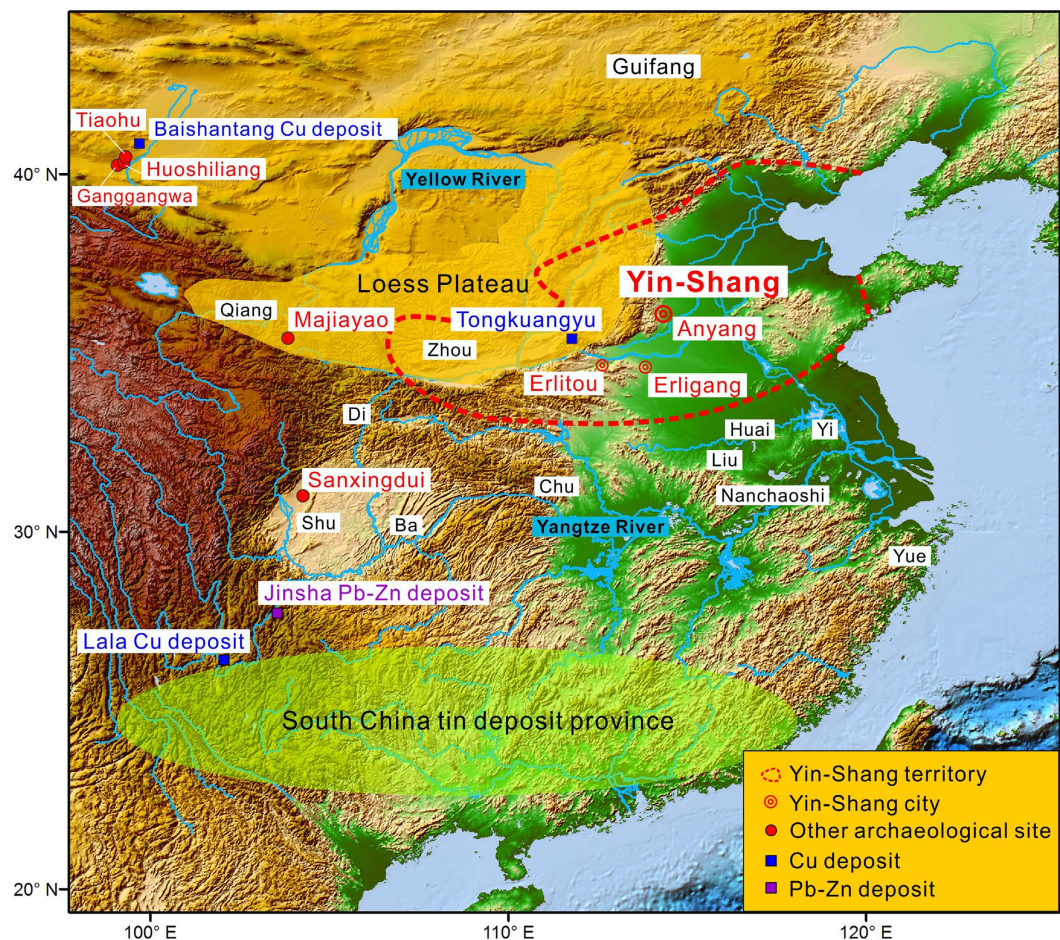 Guifang
Tiaohu
Baishantang Cu deposit
40° N
Huoshiliang
Ganggangwa
Yellow River
Loess Plateau
Yin-Shang
Qiang
Majiayao
Tongkuangyu
Anyang
Zhou
Erlitou
Erligang
Di
Huai
Yi
Liu
Sanxingdui
Chu
Nanchaoshi
Shu
Ba
Yangtze River
30° N
Yue
Jinsha Pb-Zn deposit
Lala Cu deposit
South China tin deposit province
Yin-Shang territory
Yin-Shang city
Other archaeological site
Cu deposit
Pb-Zn deposit
20° N
100° E
110° E
120° E